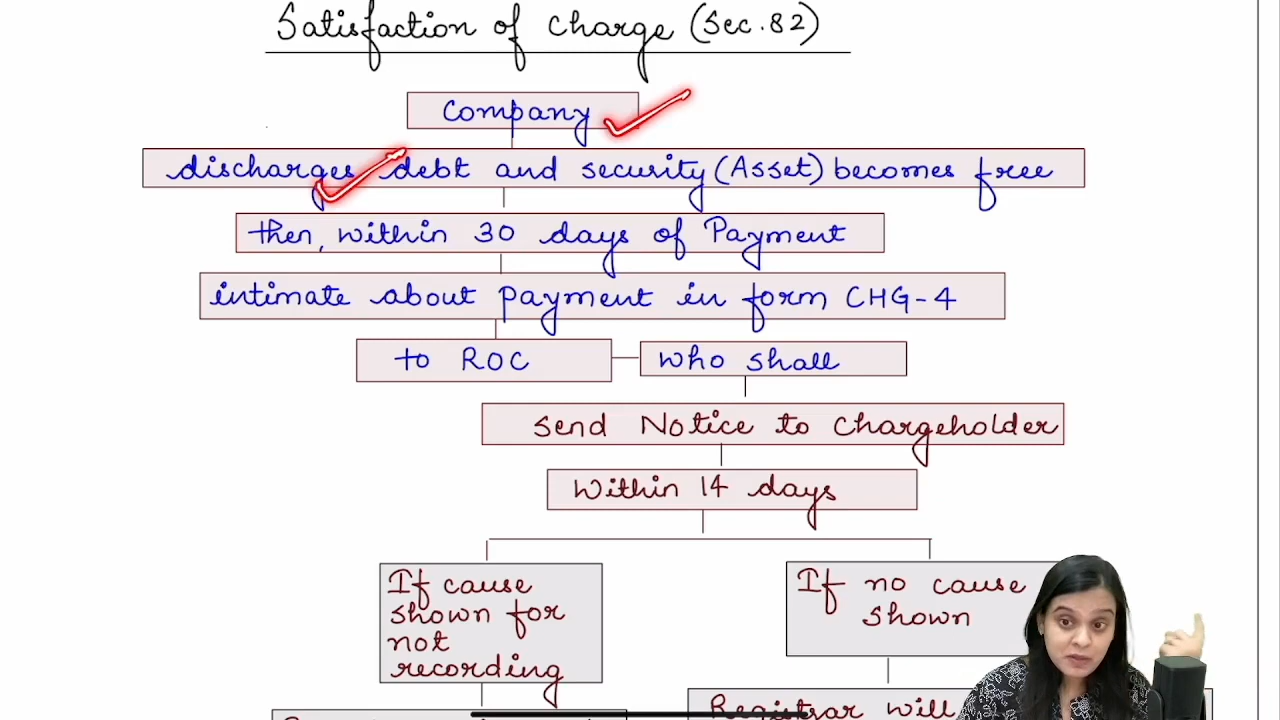 Satisfaction of charge (Sec.82)
Company
discharges debt and security (Asset) becomes free
then, within 30 days of Payment
intimate about payment in form CHG-4
to ROC
who shall
Send Notice to Chargeholder
Within 14 days
If cause
shown for
not
recording
If no cause
shown
Registrar will